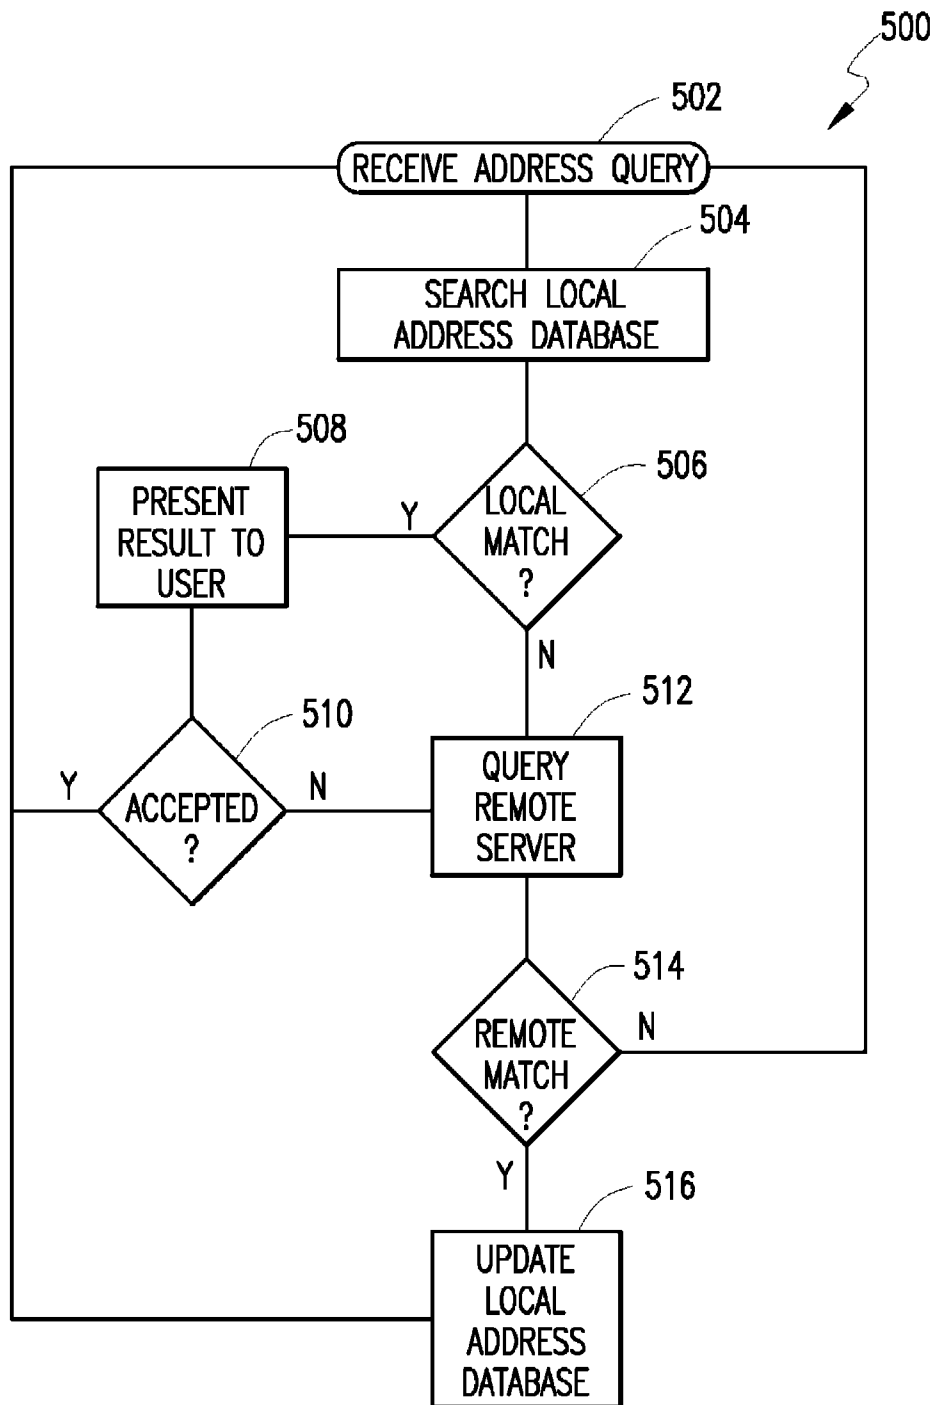 500
502
RECEIVE ADDRESS QUERY
504
SEARCH LOCAL
ADDRESS DATABASE
508
506
PRESENT
RESULT TO
USER
Y
LOCAL
MATCH
?
N
510
512
Y
ACCEPTED
?
N
QUERY
REMOTE
SERVER
514
REMOTE
MATCH
?
N
Y
516
UPDATE
LOCAL
ADDRESS
DATABASE